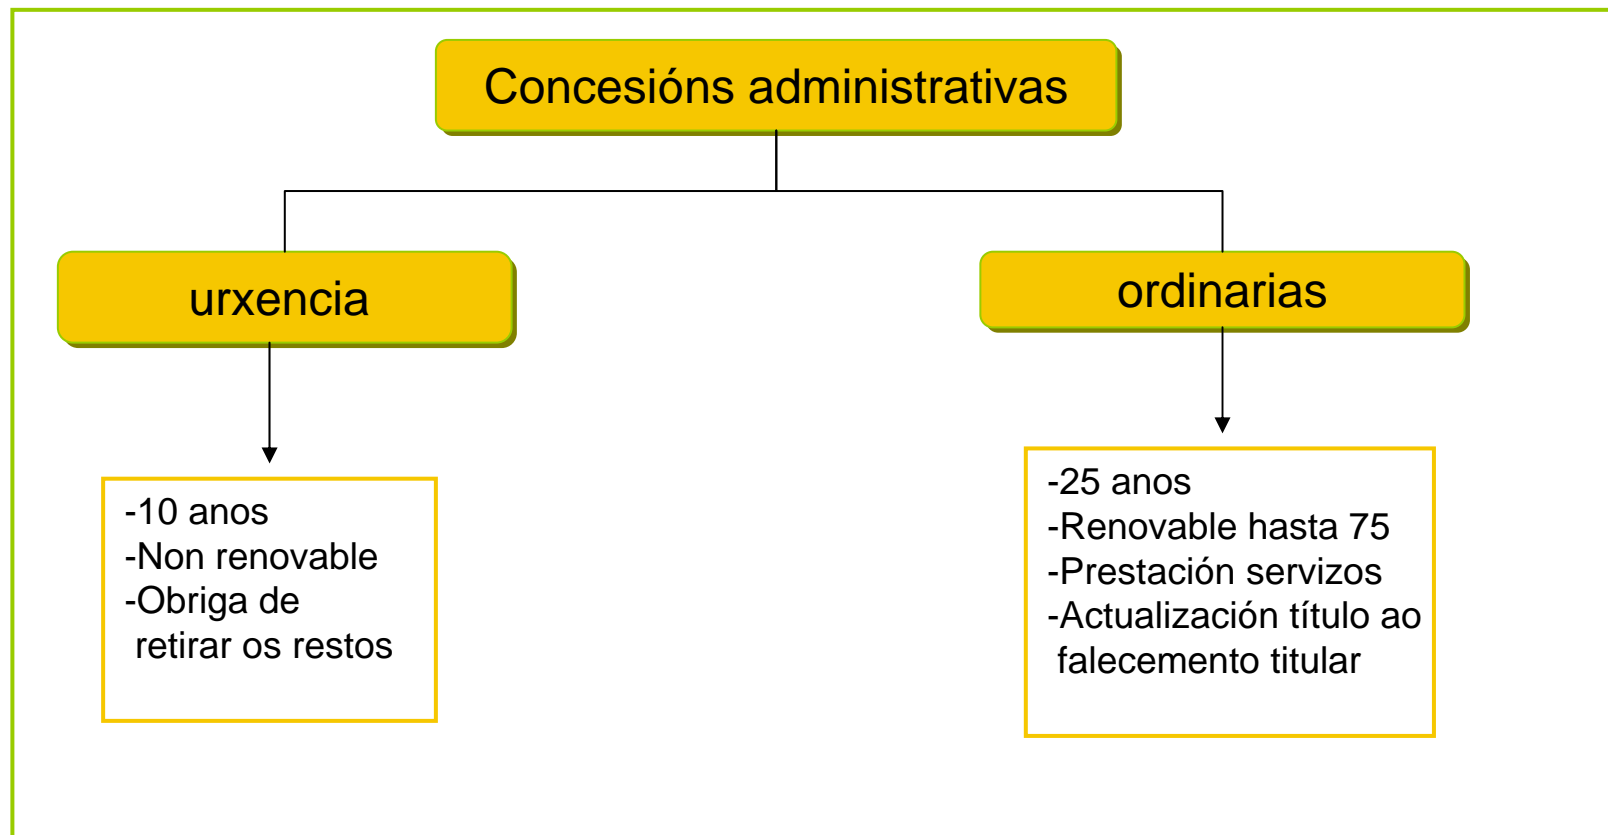 Concesións administrativas
urxencia
ordinarias
-10 anos
-Non renovable
-Obriga de
retirar os restos
-25 anos
-Renovable hasta 75
-Prestación servizos
-Actualización título ao
falecemento titular